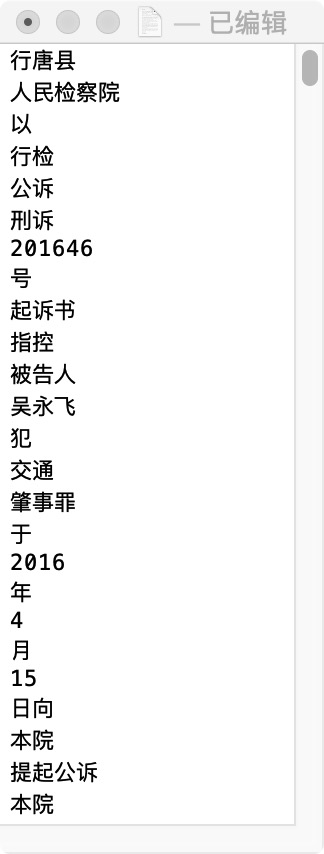 — 已编辑
行唐县
人民检察院
以
行检
公诉
刑诉
201646
号
起诉书
指控
被告人
吴永飞
犯
交通
肇事罪
于
2016
年
4
月
15
日向
本院
提起公诉
本院